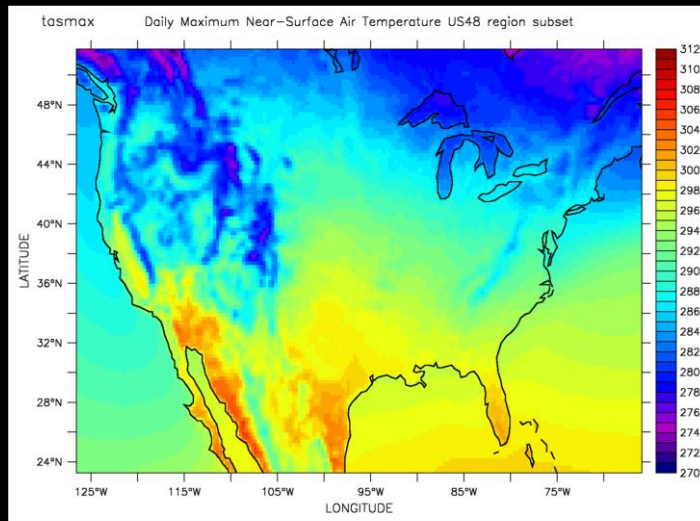 tasmax Daily Maximum Near-Surface Air Temperature US48 region subset
48°N
44°N
40°N
36°N
32°N
28°N
24°N
LATITUDE
125°W 115°W 105°W 95°W 85°W 75°W
LONGITUDE
312
310
308
306
304
302
300
298
296
294
292
290
288
286
284
282
280
278
276
274
272
270